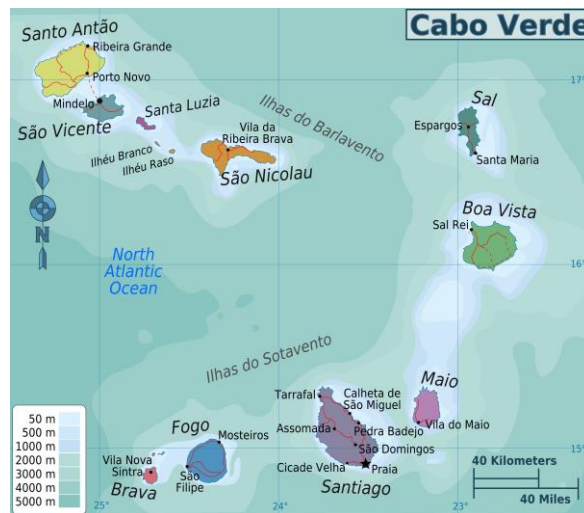 Cabo Verde
Santo Antão
Ribeira Grande
Porto Novo
Mindelo
São Vicente
Santa Luzia
Ilhéu Branco
Ilhéu Raso
Vila da
Ribeira Brava
São Nicolau
Ilhas do Barlavento
Sal
Espargos
Santa Maria
Boa Vista
Sal Rei
17°
16°
15°
N
North
Atlantic
Ocean
Ilhas do Sotavento
Maio
Vila do Maio
Tarrafal
Calheta de
São Miguel
Assomada
Pedra Badejo
São Domingos
Cicade Velha
Praia
Santiago
Fogo
Mosteiros
São
Filipe
Vila Nova
Sintra
Brava
50 m
500 m
1000 m
2000 m
3000 m
4000 m
5000 m
25°
24°
23°
40 Kilometers
40 Miles